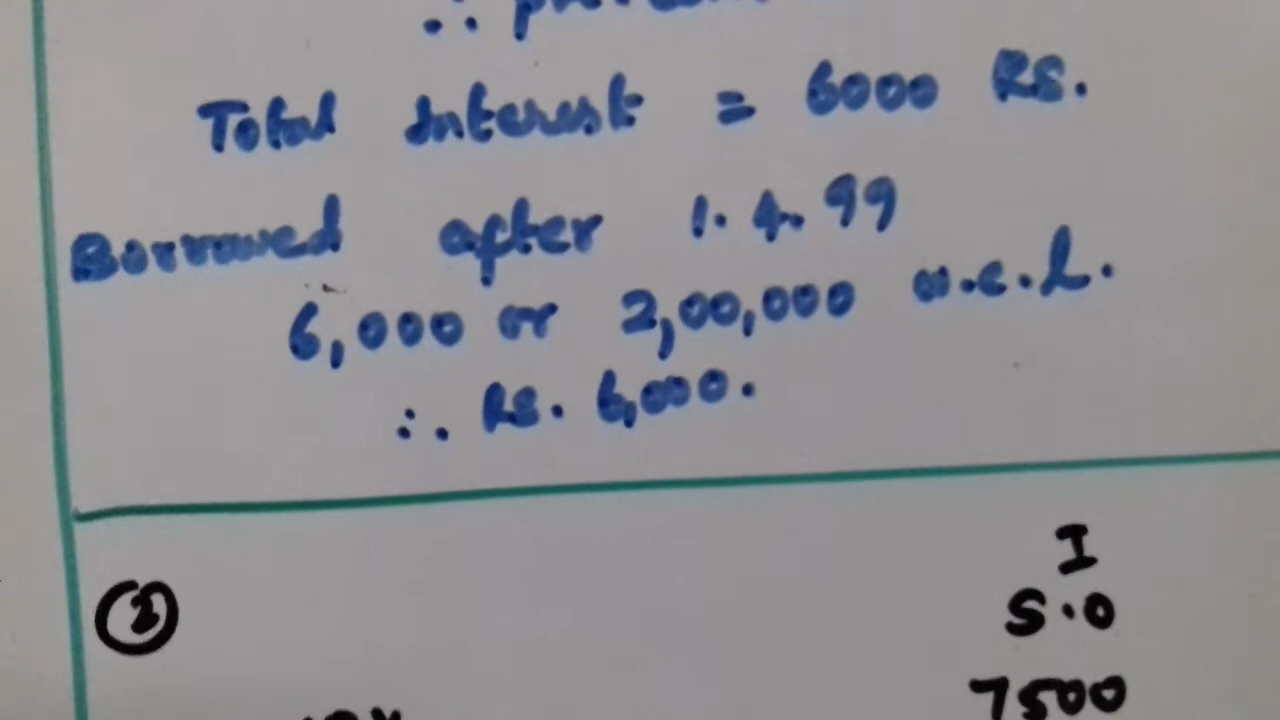 ∴
Total Interest = 6000 RS.
Borrowed after 1.4.99
6,000 or 2,00,000 w.e.l.
∴ RS. 6,000.
I
②
S.O
7500